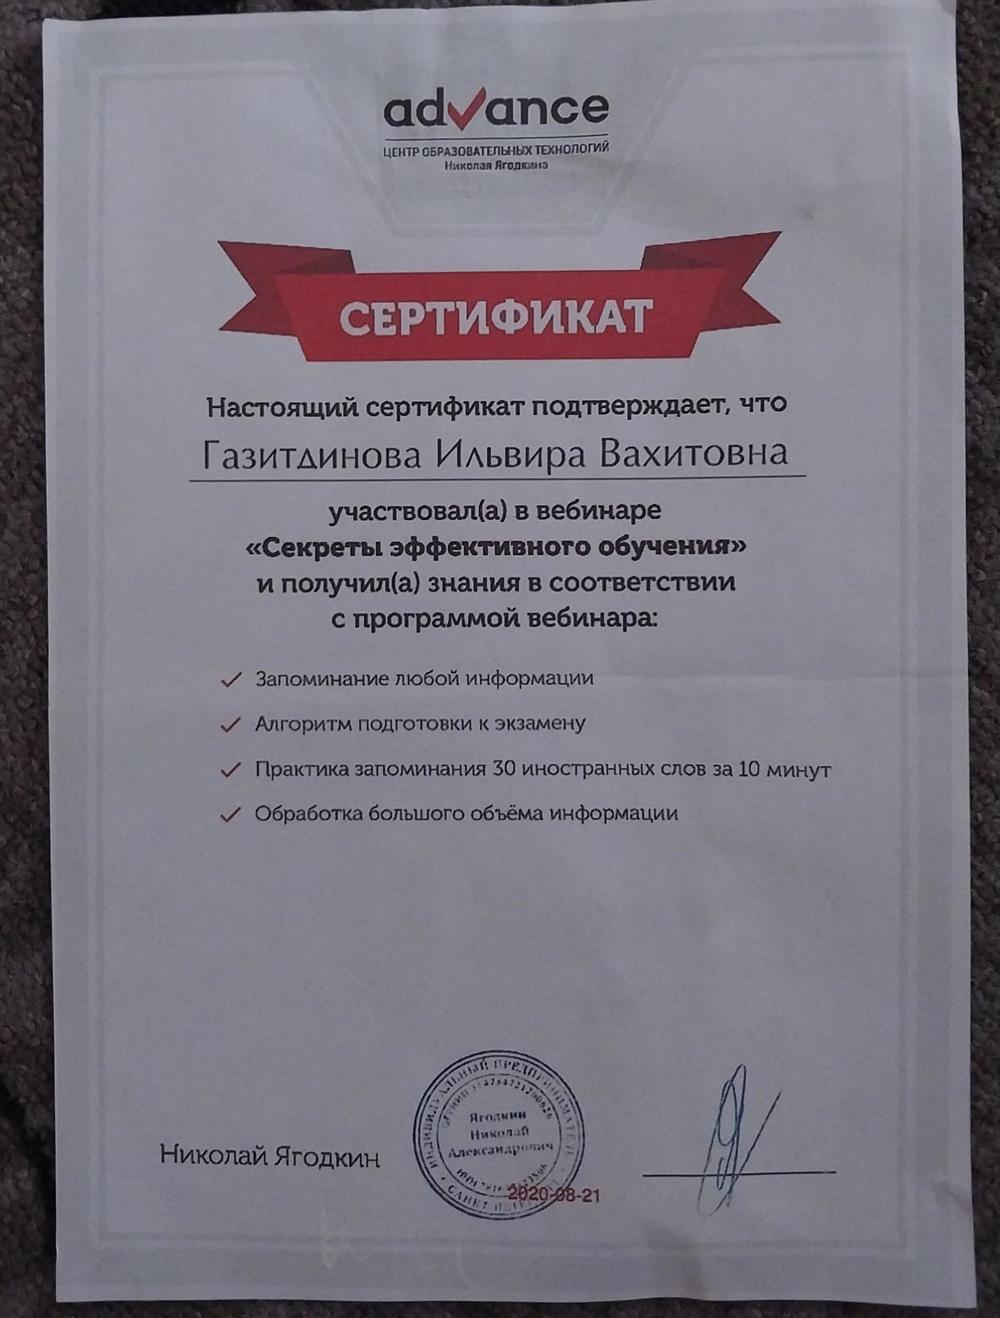 advance
ЦЕНТР ОБРАЗОВАТЕЛЬНЫХ ТЕХНОЛОГИЙ
Николая Ягодкина
СЕРТИФИКАТ
Настоящий сертификат подтверждает, что
Газитдинова Ильвира Вахитовна
участвовал(а) в вебинаре
«Секреты эффективного обучения»
и получил(а) знания в соответствии
с программой вебинара:
Запоминание любой информации
Алгоритм подготовки к экзамену
Практика запоминания 30 иностранных слов за 10 минут
Обработка большого объёма информации
Николай Ягодкин
ИНДИВИДУАЛЬНЫЙ ПРЕДПРИНИМАТЕЛЬ
Ягодкин
Николай
Александрович
2020-08-21